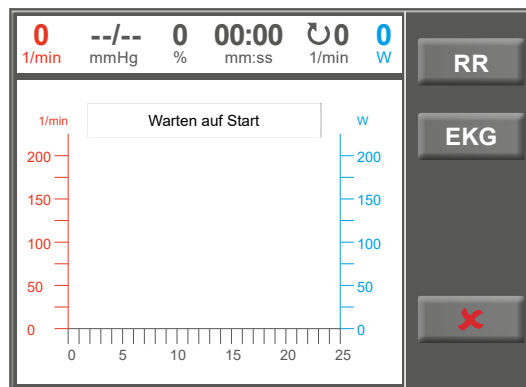 0 --/-- 0 00:00 ↻0 0
1/min mmHg % mm:ss 1/min W
RR
1/min Warten auf Start W
EKG
200 200
150 150
100 100
50 50
0 0
0 5 10 15 20 25